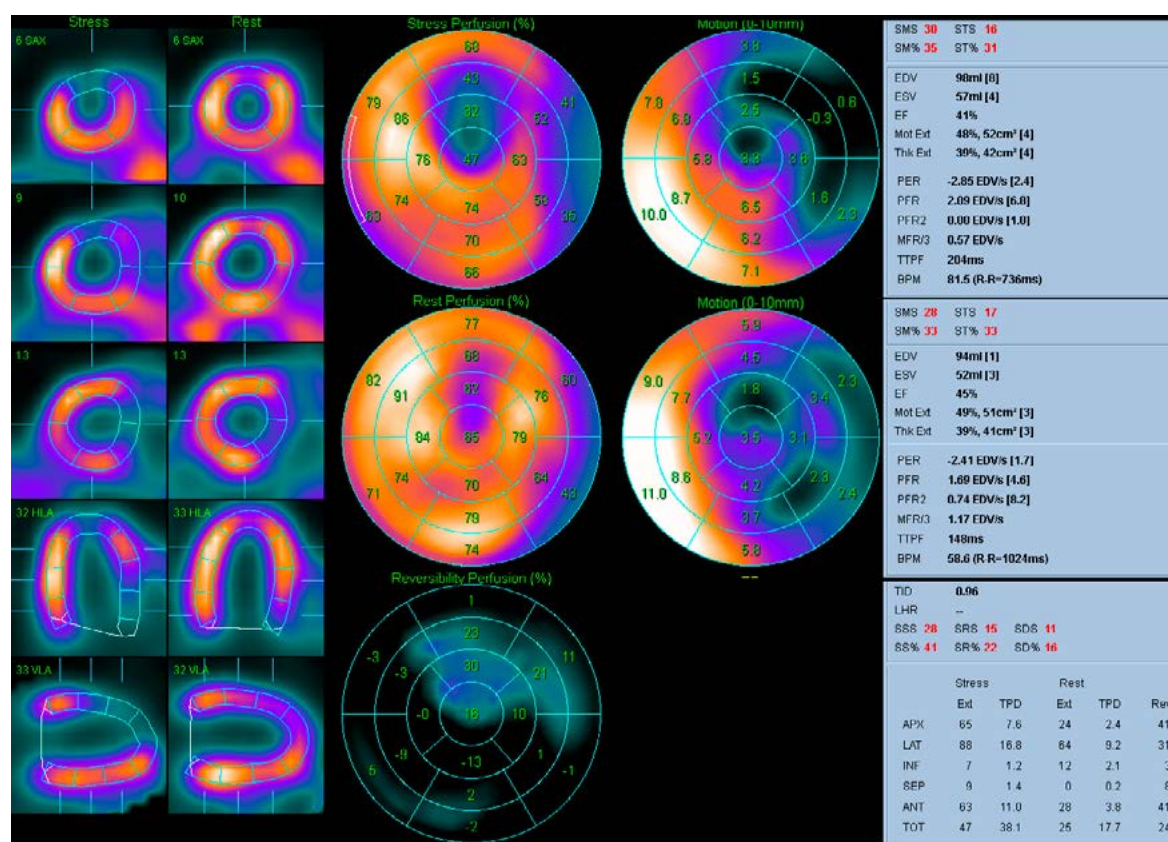 Stress Rest
6 SAX 6 SAX
9 10
13 13
32 HLA 33 HLA
33 VLA 32 VLA
Stress Perfusion (%)
68
43
79 32 41
86 52
76 47 63
74 74 58
63 70 35
66
Motion (0-10mm)
3.8
1.5
7.8 2.5 0.6
6.8 -0.3
5.8 3.3 3.6
8.7 6.5 1.6
10.0 6.2 2.3
7.1
Rest Perfusion (%)
77
68
82 62 60
91 76
84 65 79
74 70 64
71 79 43
74
Motion (0-10mm)
5.9
4.5
9.0 1.8 2.3
7.7 3.4
5.2 3.5 3.1
8.6 4.2 2.3
11.0 3.7 2.4
5.8
Reversibility Perfusion (%)
1
23
-3 30 11
-3 21
-0 16 10
-9 -13 1
5 2 -1
-2
SMS 30 STS 16
SM% 35 ST% 31
EDV 98ml [8]
ESV 57ml [4]
EF 41%
Mot Ext 48%, 52cm² [4]
Thk Ext 39%, 42cm² [4]
PER -2.85 EDV/s [2.4]
PFR 2.09 EDV/s [6.0]
PFR2 0.00 EDV/s [1.0]
MFR/3 0.57 EDV/s
TTPF 204ms
BPM 81.5 (R-R=736ms)
SMS 28 STS 17
SM% 33 ST% 33
EDV 94ml [1]
ESV 52ml [3]
EF 45%
Mot Ext 49%, 51cm² [3]
Thk Ext 39%, 41cm² [3]
PER -2.41 EDV/s [1.7]
PFR 1.69 EDV/s [4.6]
PFR2 0.74 EDV/s [8.2]
MFR/3 1.17 EDV/s
TTPF 148ms
BPM 58.6 (R-R=1024ms)
TID 0.96
LHR --
SSS 28 SRS 15 SDS 11
SS% 41 SR% 22 SD% 16
Stress Rest
Ext TPD Ext TPD Rev
APX 65 7.6 24 2.4 41
LAT 88 16.8 64 9.2 31
INF 7 1.2 12 2.1 3
SEP 9 1.4 0 0.2 8
ANT 63 11.0 28 3.8 41
TOT 47 38.1 25 17.7 24